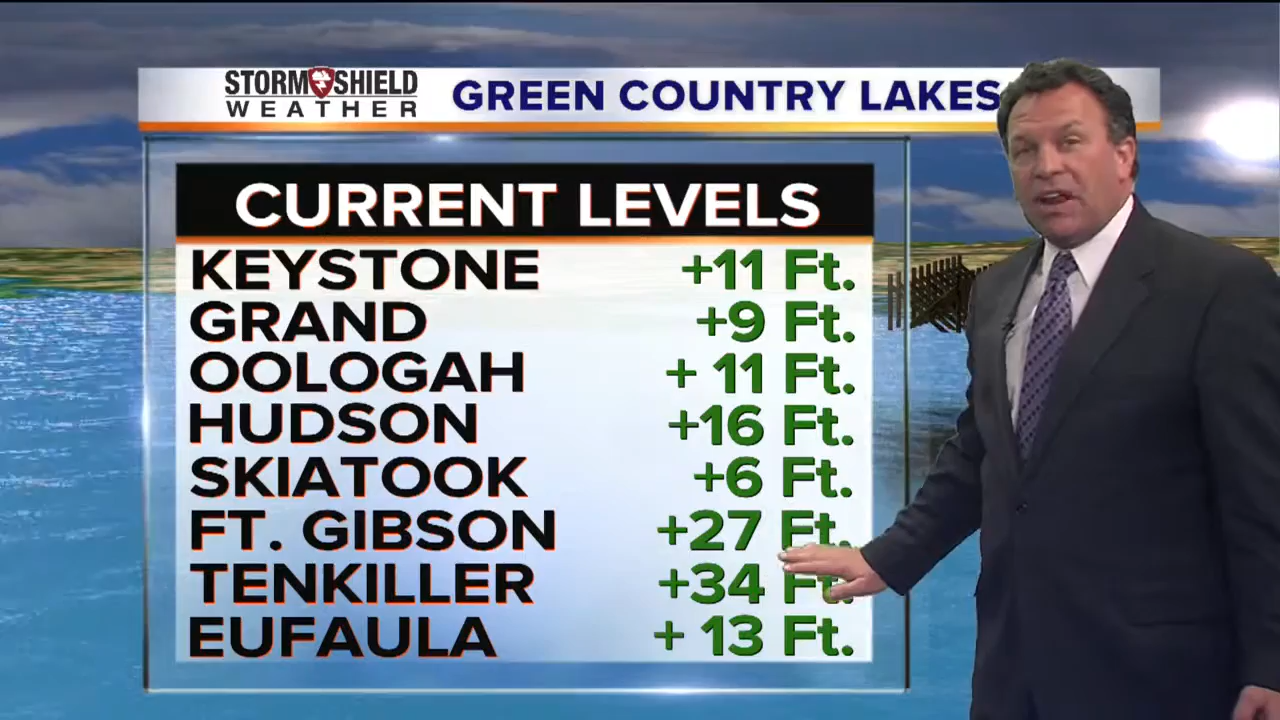 STORM SHIELD
WEATHER
GREEN COUNTRY LAKES
CURRENT LEVELS
KEYSTONE +11 Ft.
GRAND +9 Ft.
OOLOGAH + 11 Ft.
HUDSON +16 Ft.
SKIATOOK +6 Ft.
FT. GIBSON +27 Ft.
TENKILLER +34 Ft.
EUFAULA + 13 Ft.